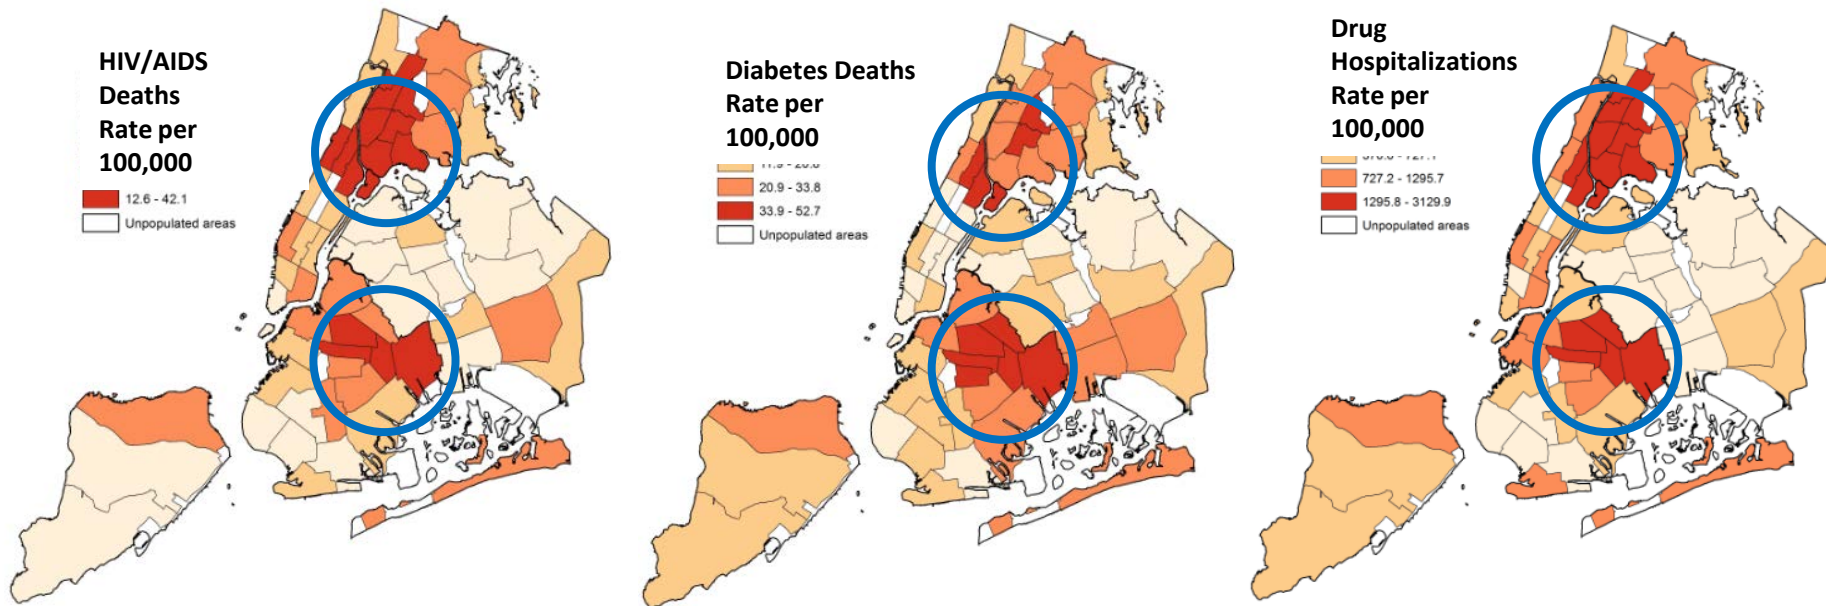 HIV/AIDS
Deaths
Rate per
100,000
12.6 - 42.1
Unpopulated areas
Diabetes Deaths
Rate per
100,000
20.9 - 33.8
33.9 - 52.7
Unpopulated areas
Drug
Hospitalizations
Rate per
100,000
727.2 - 1295.7
1295.8 - 3129.9
Unpopulated areas